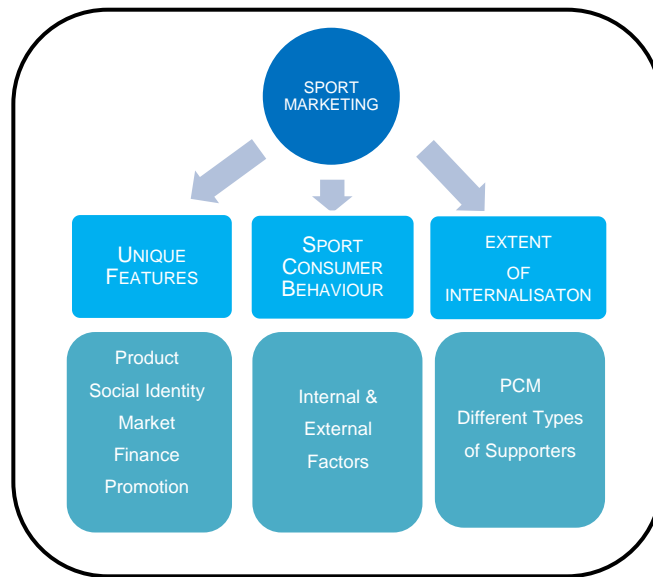 SPORT
MARKETING
UNIQUE
FEATURES
SPORT
CONSUMER
BEHAVIOUR
EXTENT
OF
INTERNALISATON
Product
Social Identity
Market
Finance
Promotion
Internal &
External
Factors
PCM
Different Types
of Supporters